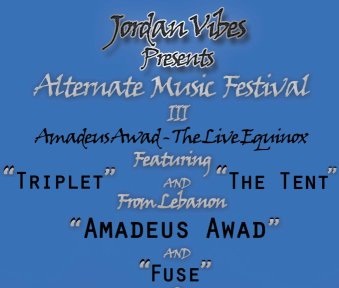 Jordan Vibes
Presents
Alternate Music Festival
III
Amadeus Awad - The Live Equinox
Featuring
"Triplet" AND "The Tent"
From Lebanon
"Amadeus Awad"
AND
"Fuse"